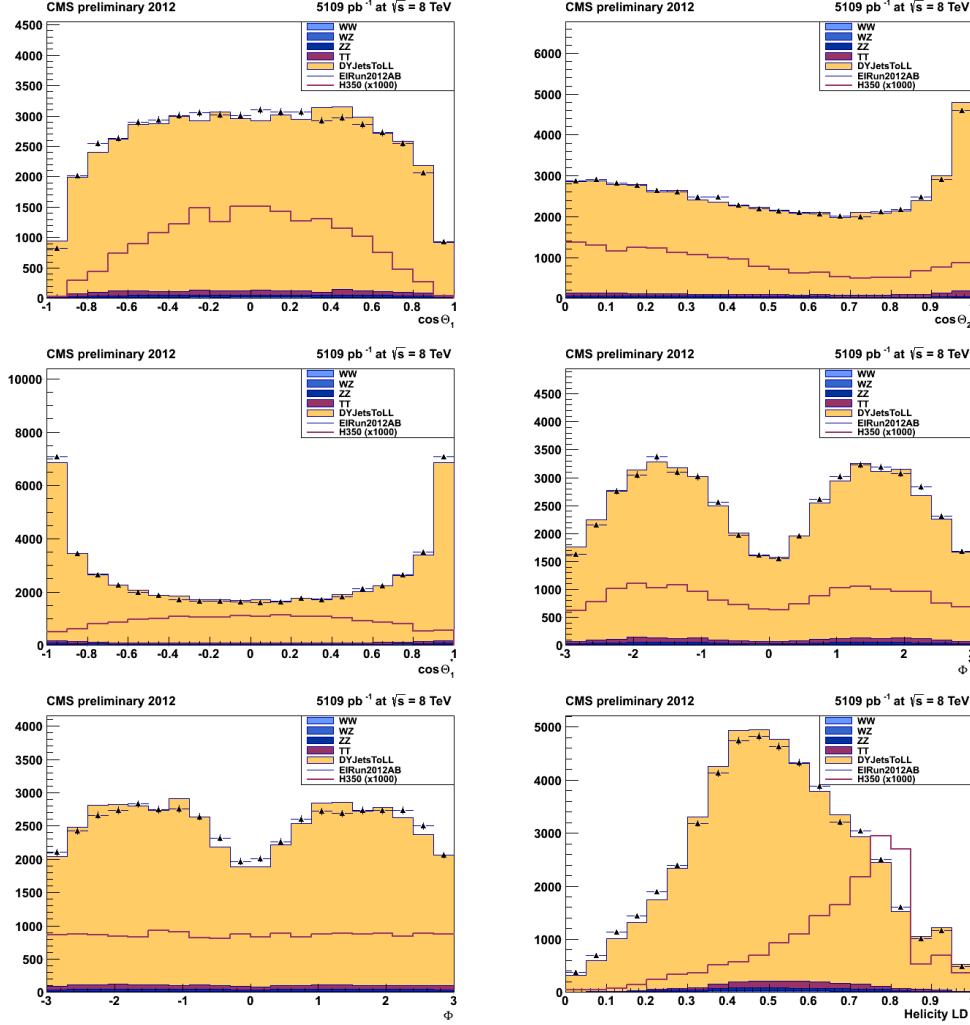 CMS preliminary 2012 5109 pb⁻¹ at √s = 8 TeV
WW
WZ
ZZ
TT
DYJetsToLL
ElRun2012AB
H350 (x1000)
4500
4000
3500
3000
2500
2000
1500
1000
500
0
-1 -0.8 -0.6 -0.4 -0.2 0 0.2 0.4 0.6 0.8 1
cosΘ₁
CMS preliminary 2012 5109 pb⁻¹ at √s = 8 TeV
WW
WZ
ZZ
TT
DYJetsToLL
ElRun2012AB
H350 (x1000)
6000
5000
4000
3000
2000
1000
0
0 0.1 0.2 0.3 0.4 0.5 0.6 0.7 0.8 0.9
cosΘ₂
CMS preliminary 2012 5109 pb⁻¹ at √s = 8 TeV
WW
WZ
ZZ
TT
DYJetsToLL
ElRun2012AB
H350 (x1000)
10000
8000
6000
4000
2000
0
-1 -0.8 -0.6 -0.4 -0.2 0 0.2 0.4 0.6 0.8 1
cosΘ₁*
CMS preliminary 2012 5109 pb⁻¹ at √s = 8 TeV
WW
WZ
ZZ
TT
DYJetsToLL
ElRun2012AB
H350 (x1000)
4500
4000
3500
3000
2500
2000
1500
1000
500
0
-3 -2 -1 0 1 2
Φ
CMS preliminary 2012 5109 pb⁻¹ at √s = 8 TeV
WW
WZ
ZZ
TT
DYJetsToLL
ElRun2012AB
H350 (x1000)
4000
3500
3000
2500
2000
1500
1000
500
0
-3 -2 -1 0 1 2 3
Φ
CMS preliminary 2012 5109 pb⁻¹ at √s = 8 TeV
WW
WZ
ZZ
TT
DYJetsToLL
ElRun2012AB
H350 (x1000)
5000
4000
3000
2000
1000
0
0 0.1 0.2 0.3 0.4 0.5 0.6 0.7 0.8 0.9
Helicity LD